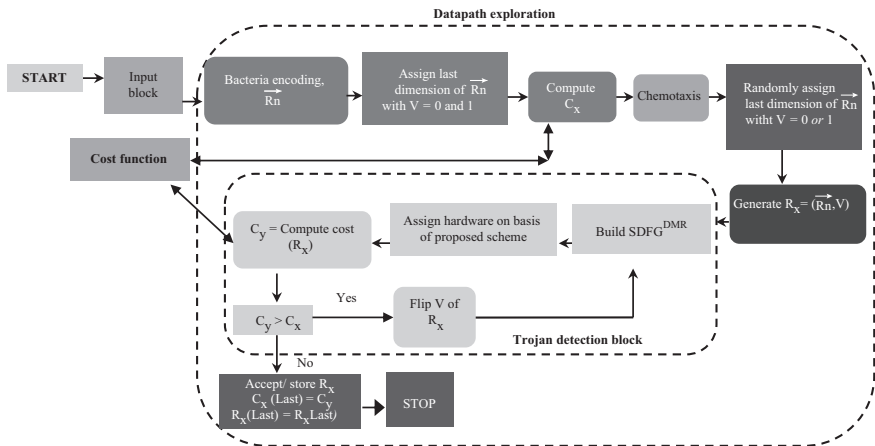 Datapath exploration
START
Input
block
Bacteria encoding,
Rn
Assign last
dimension of Rn
with V = 0 and 1
Compute
Cx
Chemotaxis
Randomly assign
last dimension of Rn
witht V = 0 or 1
Cost function
Generate Rx= (Rn,V)
Cy = Compute cost
(Rx)
Assign hardware on basis
of proposed scheme
Build SDFGDMR
Yes
Flip V of
Rx
Cy > Cx
Trojan detection block
No
Accept/ store Rx
Cx (Last) = Cy
Rx(Last) = RxLast)
STOP